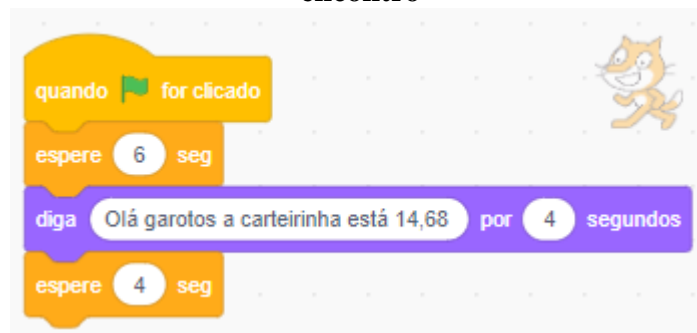 encontro
quando for clicado
espere 6 seg
diga Olá garotos a carteirinha está 14,68 por 4 segundos
espere 4 seg